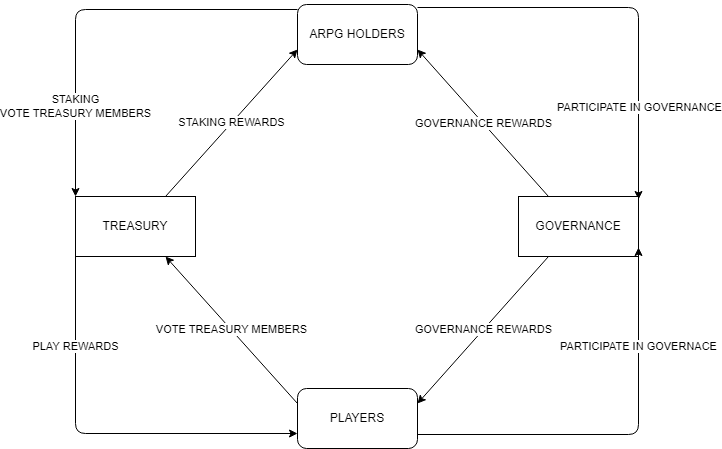 ARPG HOLDERS
STAKING
VOTE TREASURY MEMBERS
PARTICIPATE IN GOVERNANCE
STAKING REWARDS
GOVERNANCE REWARDS
TREASURY
GOVERNANCE
VOTE TREASURY MEMBERS
GOVERNANCE REWARDS
PLAY REWARDS
PARTICIPATE IN GOVERNACE
PLAYERS